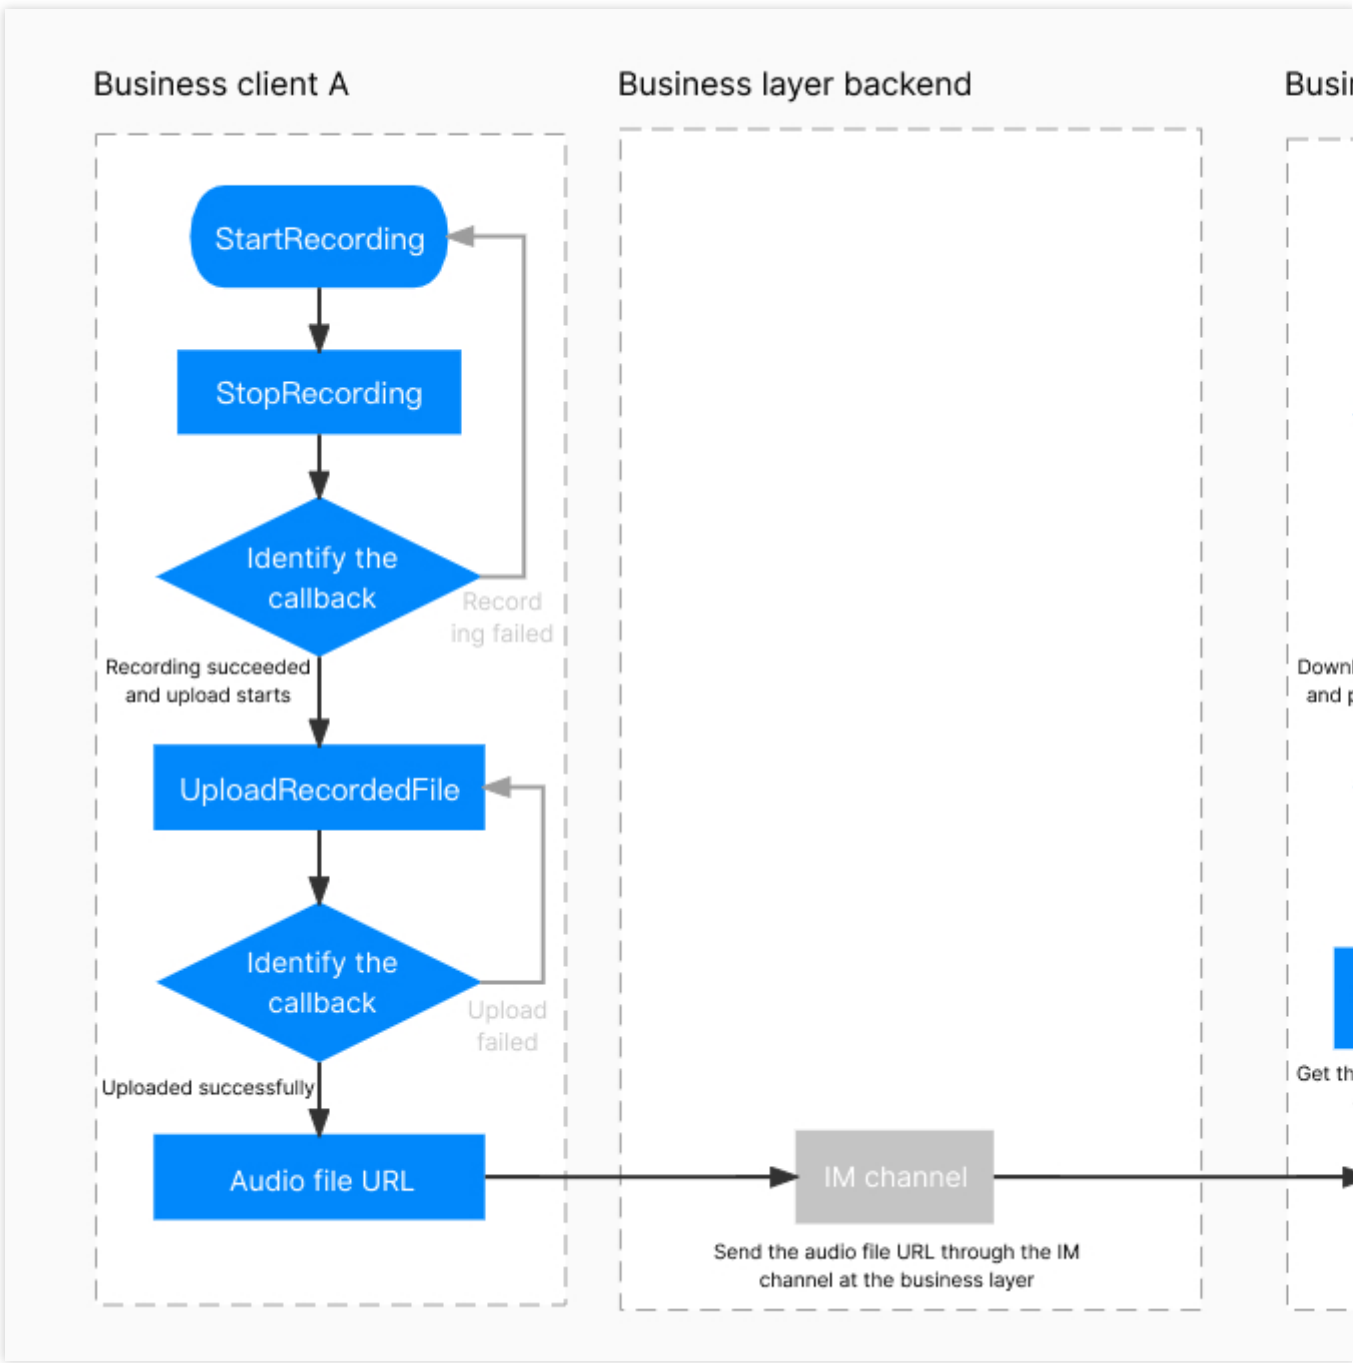 Business client A
Business layer backend
StartRecording
StopRecording
Identify the
callback
Record
ing failed
Recording succeeded
and upload starts
UploadRecordedFile
Identify the
callback
Upload
failed
Uploaded successfully
Audio file URL
IM channel
Send the audio file URL through the IM
channel at the business layer
and
Get